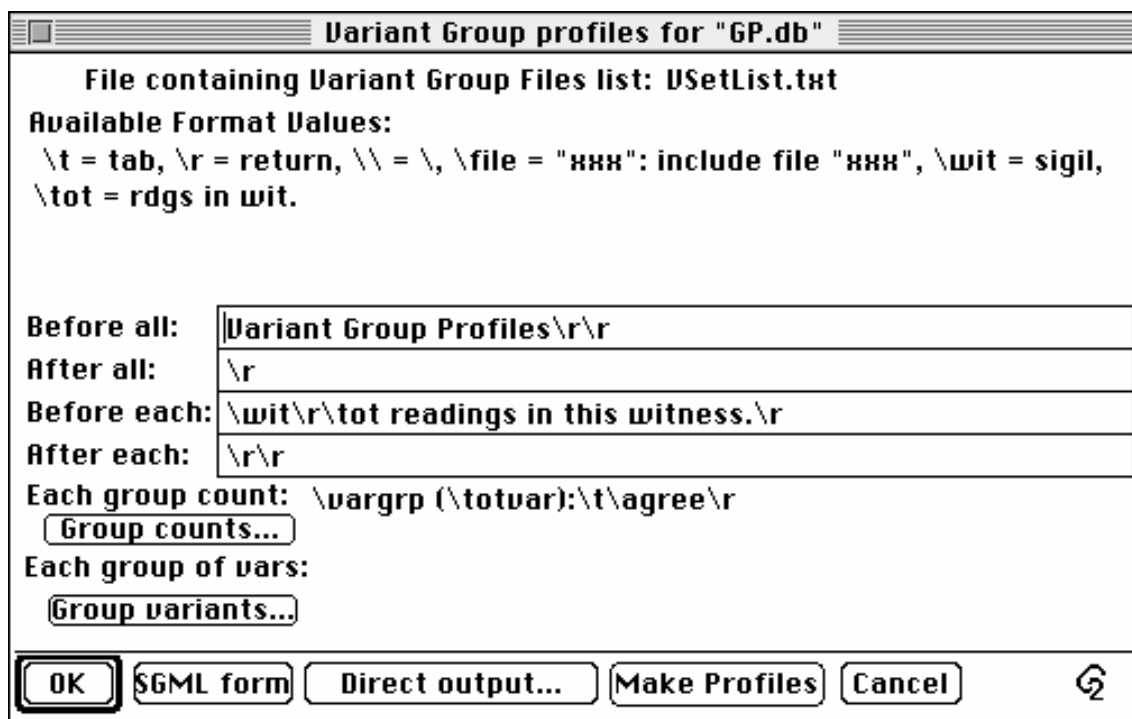 Variant Group profiles for "GP.db"
File containing Variant Group Files list: VSetList.txt
Available Format Values:
\t = tab, \r = return, \\ = \, \file = "xxx": include file "xxx", \wit = sigil,
\tot = rdgs in wit.
Before all: Variant Group Profiles\r\r
After all: \r
Before each: \wit\r\tot readings in this witness.\r
After each: \r\r
Each group count: \vargrp (\totvar):\t\agree\r
Group counts...
Each group of vars:
Group variants...
OK SGML form Direct output... Make Profiles Cancel